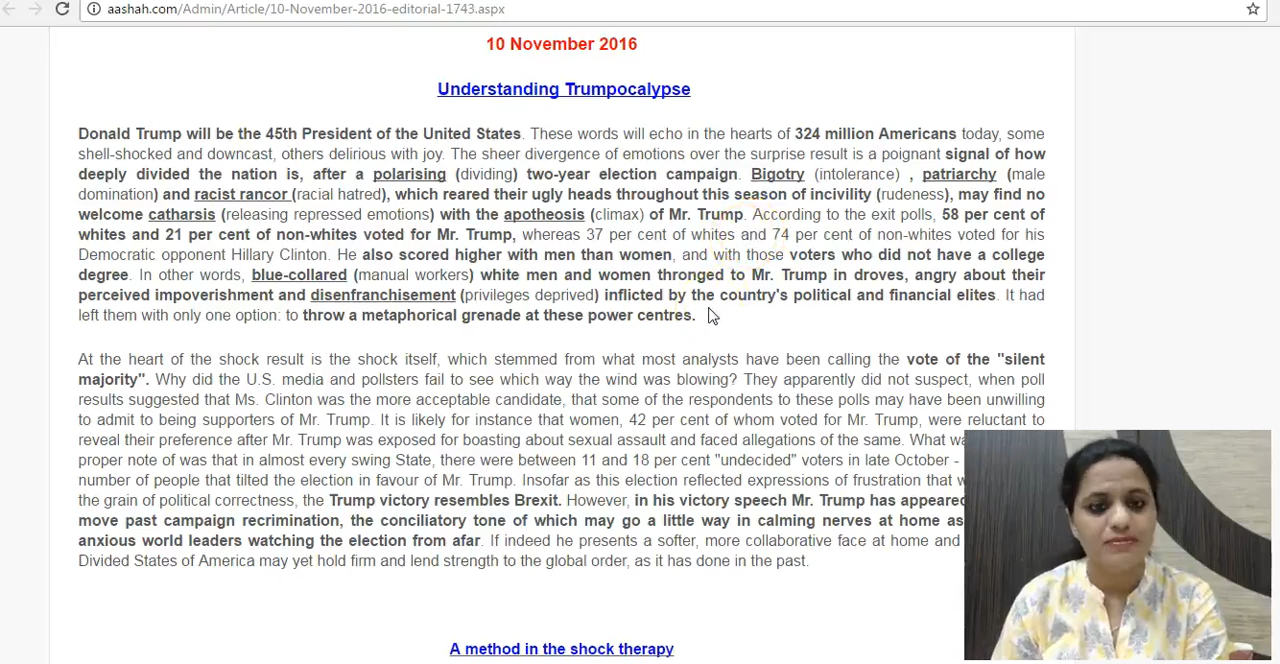 aashah.com/Admin/Article/10-November-2016-editorial-1743.aspx
10 November 2016
Understanding Trumpocalypse
Donald Trump will be the 45th President of the United States. These words will echo in the hearts of 324 million Americans today, some
shell-shocked and downcast, others delirious with joy. The sheer divergence of emotions over the surprise result is a poignant signal of how
deeply divided the nation is, after a polarising (dividing) two-year election campaign. Bigotry (intolerance) , patriarchy (male
domination) and racist rancor (racial hatred), which reared their ugly heads throughout this season of incivility (rudeness), may find no
welcome catharsis (releasing repressed emotions) with the apotheosis (climax) of Mr. Trump. According to the exit polls, 58 per cent of
whites and 21 per cent of non-whites voted for Mr. Trump, whereas 37 per cent of whites and 74 per cent of non-whites voted for his
Democratic opponent Hillary Clinton. He also scored higher with men than women, and with those voters who did not have a college
degree. In other words, blue-collared (manual workers) white men and women thronged to Mr. Trump in droves, angry about their
perceived impoverishment and disenfranchisement (privileges deprived) inflicted by the country's political and financial elites. It had
left them with only one option: to throw a metaphorical grenade at these power centres.
At the heart of the shock result is the shock itself, which stemmed from what most analysts have been calling the vote of the "silent
majority". Why did the U.S. media and pollsters fail to see which way the wind was blowing? They apparently did not suspect, when poll
results suggested that Ms. Clinton was the more acceptable candidate, that some of the respondents to these polls may have been unwilling
to admit to being supporters of Mr. Trump. It is likely for instance that women, 42 per cent of whom voted for Mr. Trump, were reluctant to
reveal their preference after Mr. Trump was exposed for boasting about sexual assault and faced allegations of the same. What
proper note of was that in almost every swing State, there were between 11 and 18 per cent "undecided" voters in late October -
number of people that tilted the election in favour of Mr. Trump. Insofar as this election reflected expressions of frustration that
the grain of political correctness, the Trump victory resembles Brexit. However, in his victory speech Mr. Trump has appeared
move past campaign recrimination, the conciliatory tone of which may go a little way in calming nerves at home as
anxious world leaders watching the election from afar. If indeed he presents a softer, more collaborative face at home and
Divided States of America may yet hold firm and lend strength to the global order, as it has done in the past.
A method in the shock therapy